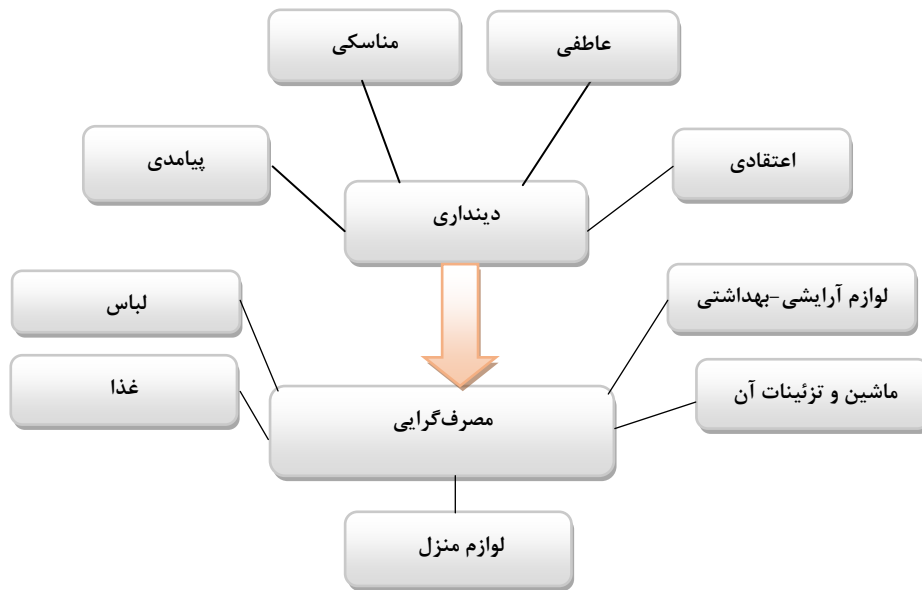 عاطفی
مناسکی
اعتقادی
پیامدی
دینداری
لوازم آرایشی-بهداشتی
لباس
ماشین و تزئینات آن
غذا
مصرف‌گرایی
لوازم منزل